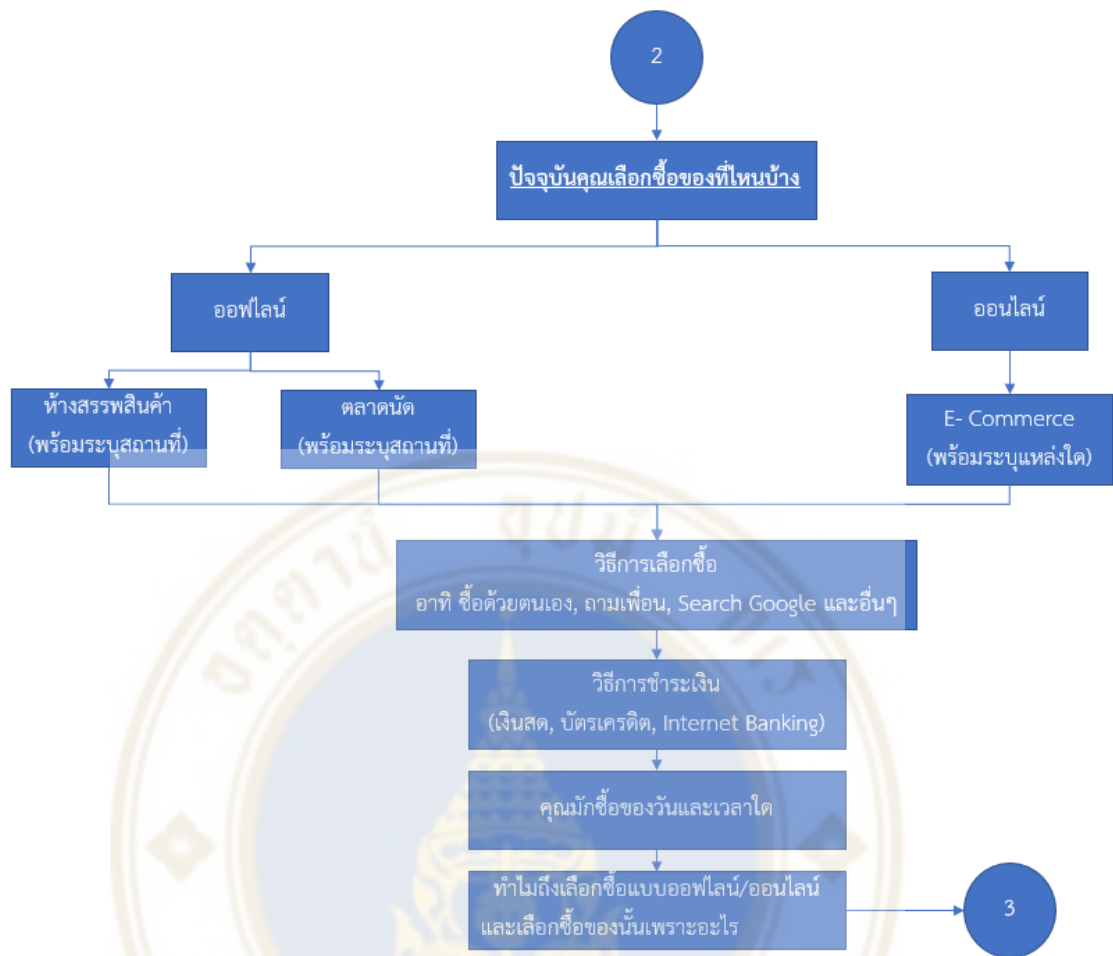 2
ปัจจุบันคุณเลือกซื้อของที่ไหนบ้าง
ออฟไลน์
ออนไลน์
ห้างสรรพสินค้า
(พร้อมระบุสถานที่)
ตลาดนัด
(พร้อมระบุสถานที่)
E- Commerce
(พร้อมระบุแหล่งใด)
วิธีการเลือกซื้อ
อาทิ ซื้อด้วยตนเอง, ถามเพื่อน, Search Google และอื่นๆ
วิธีการชำระเงิน
(เงินสด, บัตรเครดิต, Internet Banking)
คุณมักซื้อของวันและเวลาใด
ทำไมถึงเลือกซื้อแบบออฟไลน์/ออนไลน์
และเลือกซื้อของนั้นเพราะอะไร
3